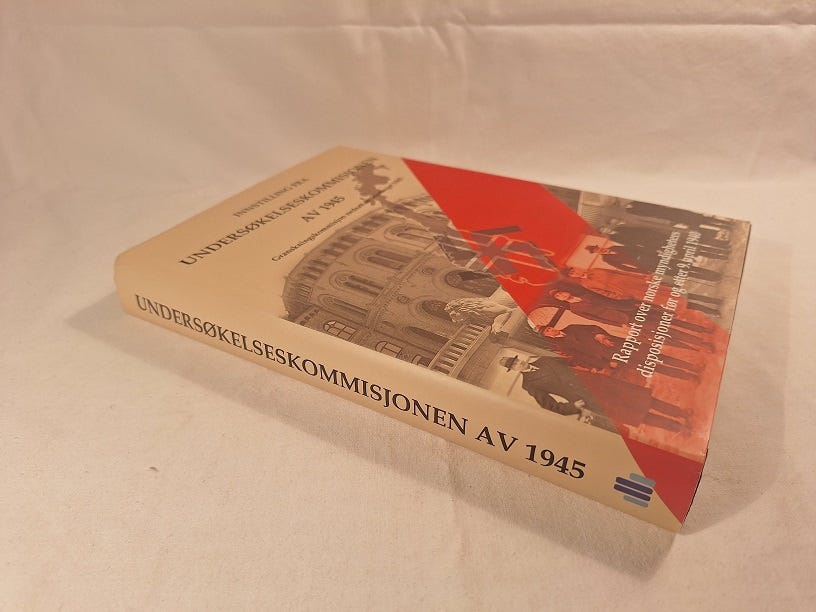 INNSTILLING FRA
UNDERSØKELSESKOMMISJONEN
AV 1945
Granskningskommisjon
Rapport over norske myndigheters
disposisjoner før og etter 9. april 1940
UNDERSØKELSESKOMMISJONEN AV 1945